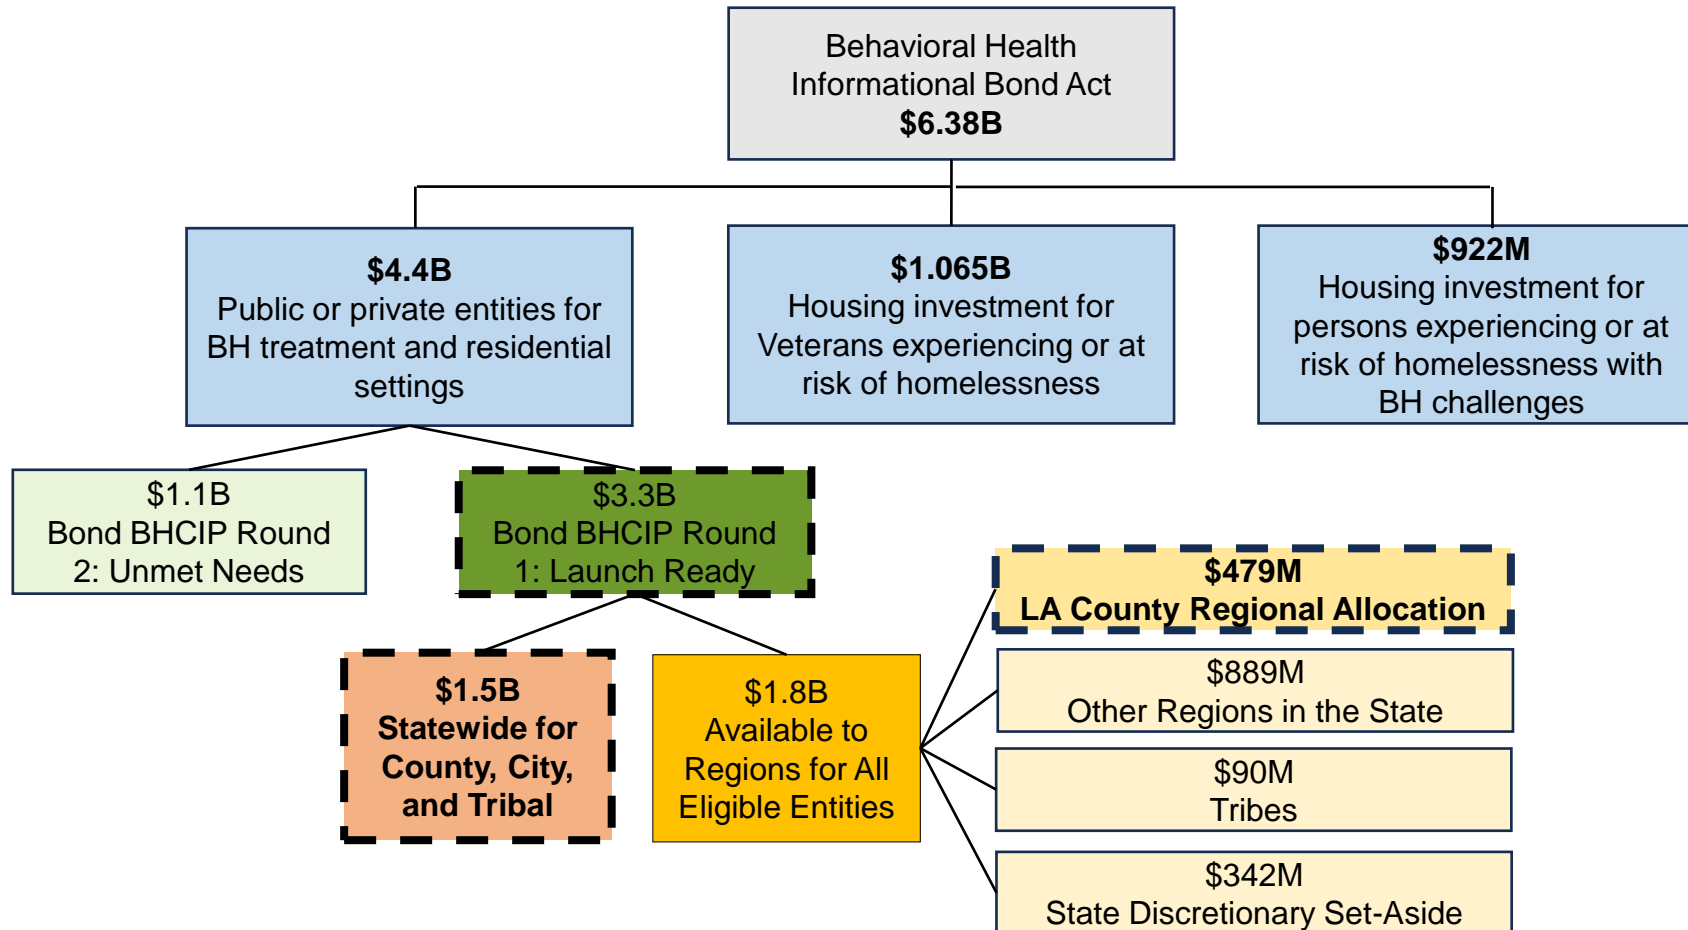 Behavioral Health
Informational Bond Act
$6.38B
$4.4B
Public or private entities for
BH treatment and residential
settings
$1.065B
Housing investment for
Veterans experiencing or at
risk of homelessness
$922M
Housing investment for
persons experiencing or at
risk of homelessness with
BH challenges
$1.1B
Bond BHCIP Round
2: Unmet Needs
$3.3B
Bond BHCIP Round
1: Launch Ready
$1.5B
Statewide for
County, City,
and Tribal
$1.8B
Available to
Regions for All
Eligible Entities
$479M
LA County Regional Allocation
$889M
Other Regions in the State
$90M
Tribes
$342M
State Discretionary Set-Aside